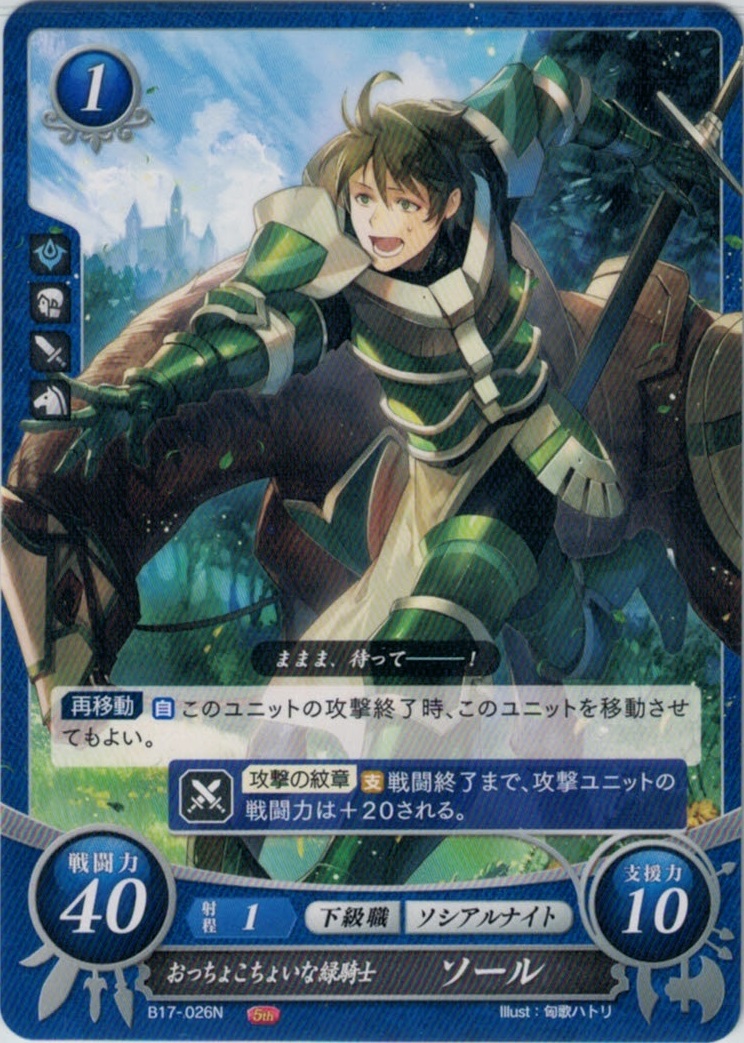 1
ままま、待って――！
再移動 自 このユニットの攻撃終了時、このユニットを移動させ
てもよい。
攻撃の紋章 支 戦闘終了まで、攻撃ユニットの
戦闘力は＋20される。
戦闘力
40
射程 1
下級職
ソシアルナイト
支援力
10
おっちょこちょいな緑騎士 ソール
B17-026N 5th Illust：匈歌ハトリ